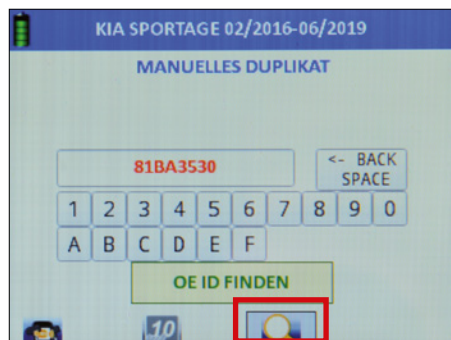 KIA SPORTAGE 02/2016-06/2019
MANUELLES DUPLIKAT
81BA3530
<- BACK
SPACE
1 2 3 4 5 6 7 8 9 0
A B C D E F
OE ID FINDEN
10